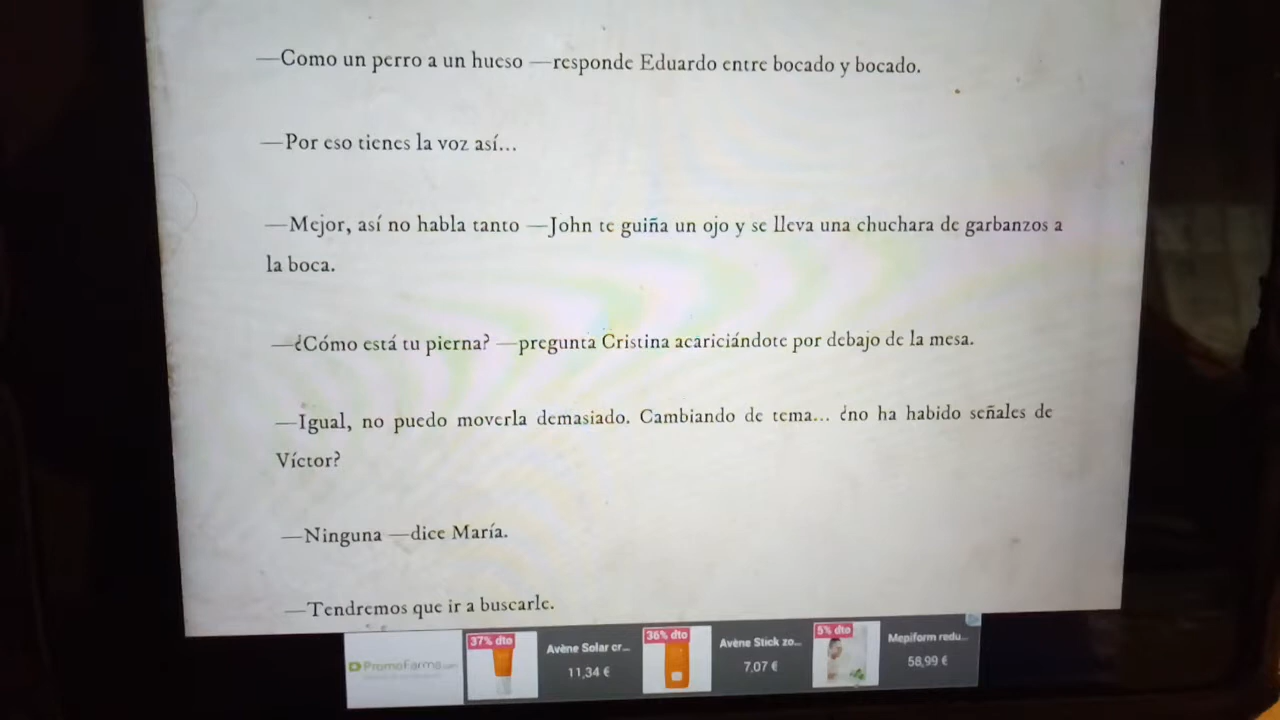 —Como un perro a un hueso —responde Eduardo entre bocado y bocado.
—Por eso tienes la voz así...
—Mejor, así no habla tanto —John te guiña un ojo y se lleva una chuchara de garbanzos a
la boca.
—¿Cómo está tu pierna? —pregunta Cristina acariciándote por debajo de la mesa.
—Igual, no puedo moverla demasiado. Cambiando de tema... ¿no ha habido señales de
Víctor?
—Ninguna —dice María.
—Tendremos que ir a buscarle.
PromoFarma.com
37% dto
Avène Solar cr...
11,34 €
36% dto
Avène Stick zo...
7,07 €
5% dto
Mepiform redu...
58,99 €